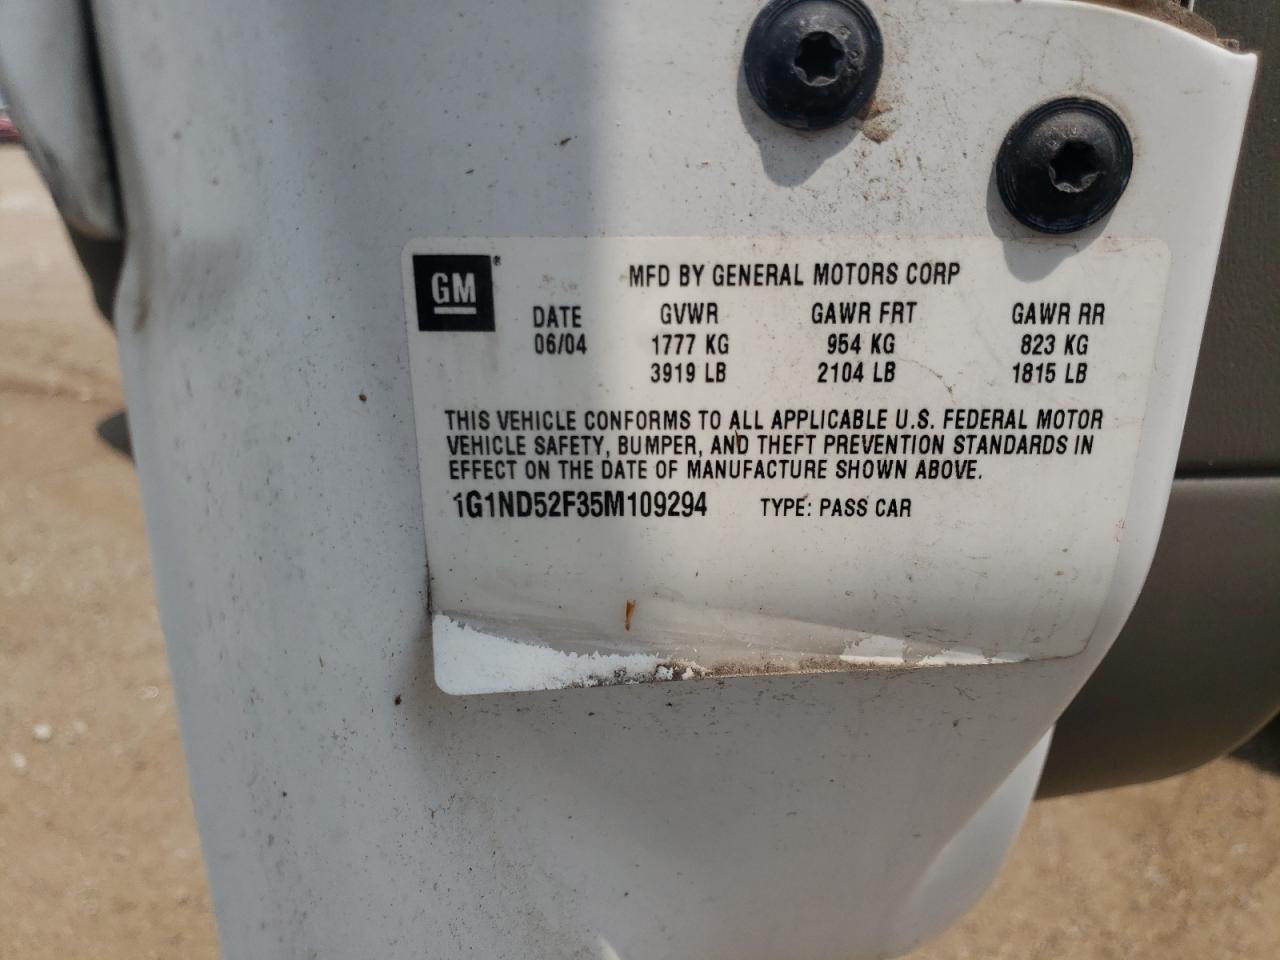 GM ®
MFD BY GENERAL MOTORS CORP
DATE GVWR GAWR FRT GAWR RR
06/04 1777 KG 954 KG 823 KG
3919 LB 2104 LB 1815 LB
THIS VEHICLE CONFORMS TO ALL APPLICABLE U.S. FEDERAL MOTOR
VEHICLE SAFETY, BUMPER, AND THEFT PREVENTION STANDARDS IN
EFFECT ON THE DATE OF MANUFACTURE SHOWN ABOVE.
1G1ND52F35M109294 TYPE: PASS CAR